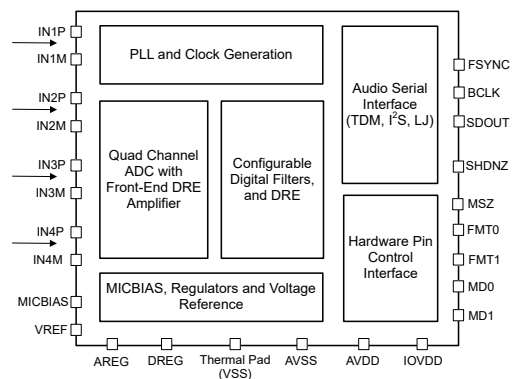 IN1P
IN1M
IN2P
IN2M
IN3P
IN3M
IN4P
IN4M
MICBIAS
VREF
PLL and Clock Generation
Quad Channel
ADC with
Front-End DRE
Amplifier
Configurable
Digital Filters,
and DRE
MICBIAS, Regulators and Voltage
Reference
Audio Serial
Interface
(TDM, I²S, LJ)
Hardware Pin
Control
Interface
FSYNC
BCLK
SDOUT
SHDNZ
MSZ
FMT0
FMT1
MD0
MD1
AREG
DREG
Thermal Pad
(VSS)
AVSS
AVDD
IOVDD